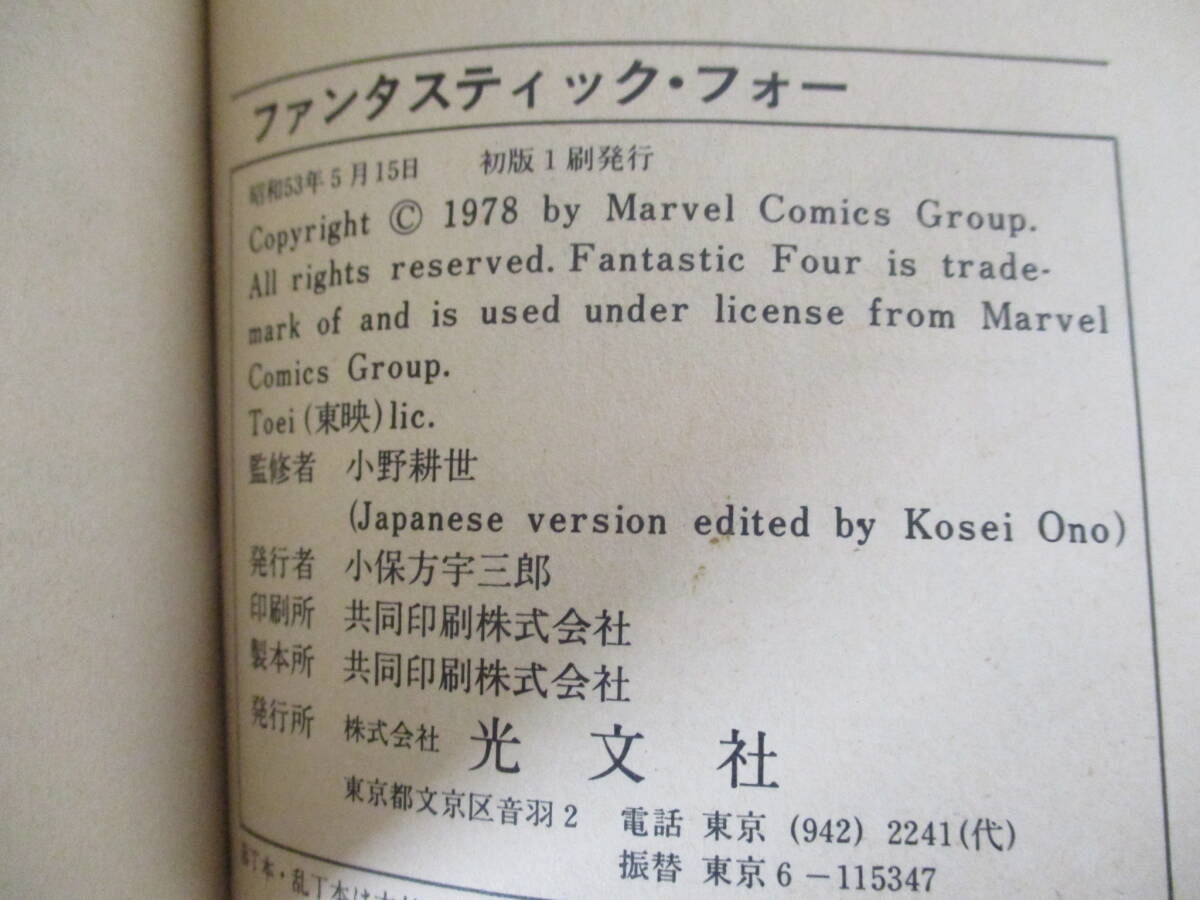 ファンタスティック・フォー
昭和53年5月15日 初版1刷発行
Copyright © 1978 by Marvel Comics Group.
All rights reserved. Fantastic Four is trade-
mark of and is used under license from Marvel
Comics Group.
Toei (東映) lic.
監修者 小野耕世
(Japanese version edited by Kosei Ono)
発行者 小保方宇三郎
印刷所 共同印刷株式会社
製本所 共同印刷株式会社
発行所 株式会社 光文社
東京都文京区音羽2 電話 東京 (942) 2241(代)
振替 東京6-115347
丁本・乱丁本は